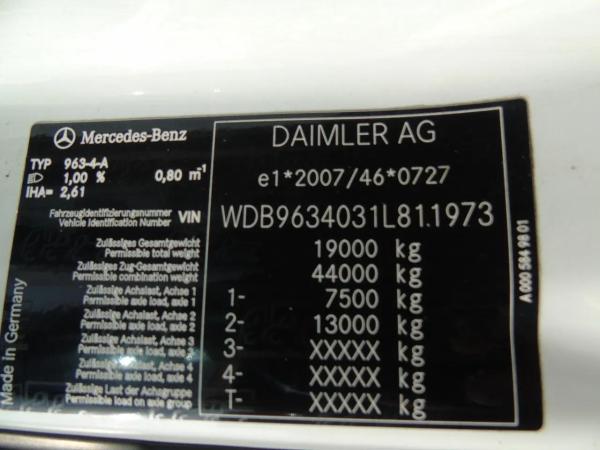 Mercedes-Benz
TYP 963-4-A
1,00 % 0,80 m⁻¹
IHA= 2,61
Fahrzeugidentifizierungsnummer
Vehicle Identification Number VIN
Zulässiges Gesamtgewicht
Permissible total weight
Zulässiges Zug-Gesamtgewicht
Permissible combination weight
Zulässige Achslast, Achse 1
Permissible axle load, axle 1
Zulässige Achslast, Achse 2
Permissible axle load, axle 2
Zulässige Achslast, Achse 3
Permissible axle load, axle 3
Zulässige Achslast, Achse 4
Permissible axle load, axle 4
Zulässige Last der Achsgruppe
Permissible load on axle group
DAIMLER AG
e1*2007/46*0727
WDB9634031L811973
19000 kg
44000 kg
1- 7500 kg
2- 13000 kg
3- XXXXX kg
4- XXXXX kg
T- XXXXX kg
Made in Germany
A 000 584 98 01